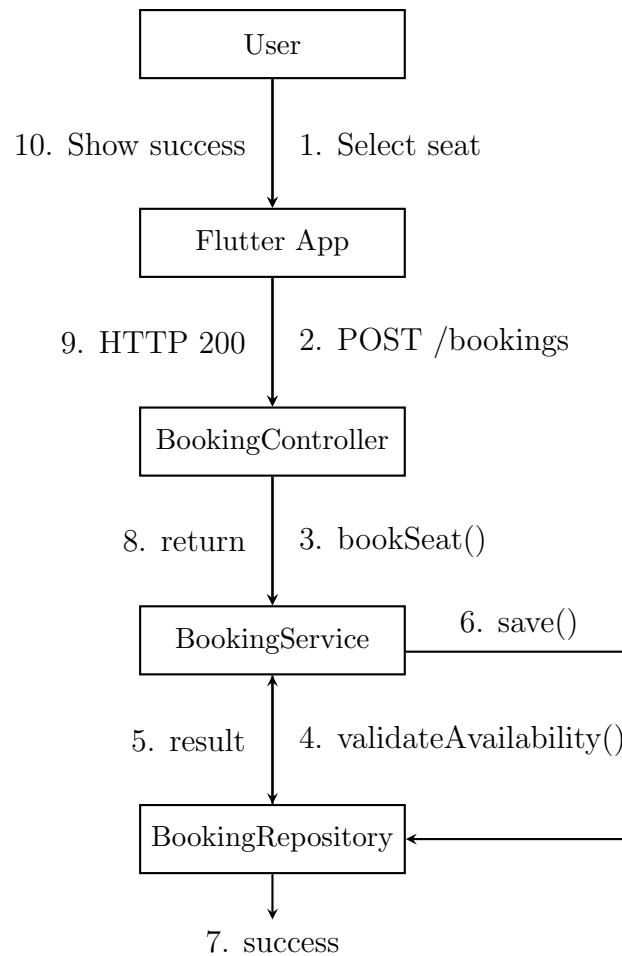 User
10. Show success
1. Select seat
Flutter App
9. HTTP 200
2. POST /bookings
BookingController
8. return
3. bookSeat()
BookingService
6. save()
5. result
4. validateAvailability()
BookingRepository
7. success